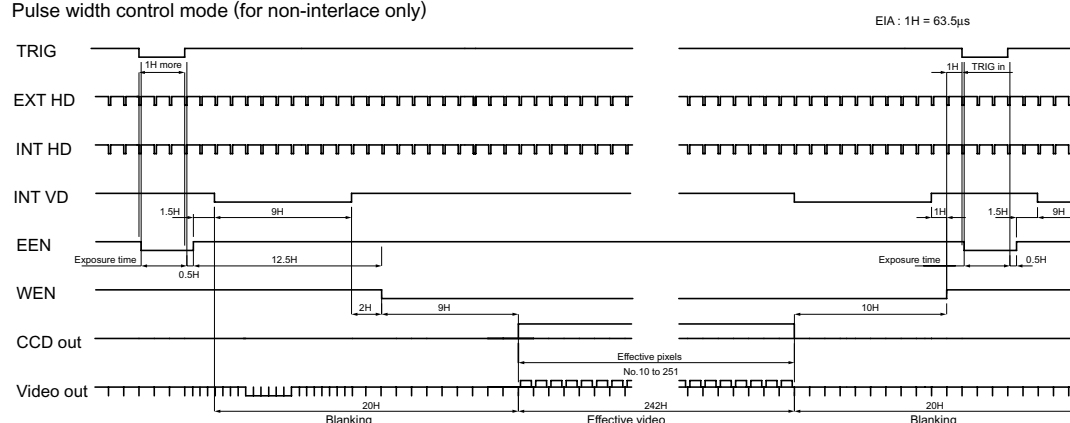 Pulse width control mode (for non-interlace only)
EIA : 1H = 63.5μs
TRIG
1H more
1H
TRIG in
EXT HD
INT HD
INT VD
1.5H
9H
1H
1.5H
9H
EEN
Exposure time
0.5H
12.5H
Exposure time
0.5H
WEN
2H
9H
10H
CCD out
Effective pixels
No.10 to 251
Video out
20H
242H
20H
Blanking
Effective video
Blanking